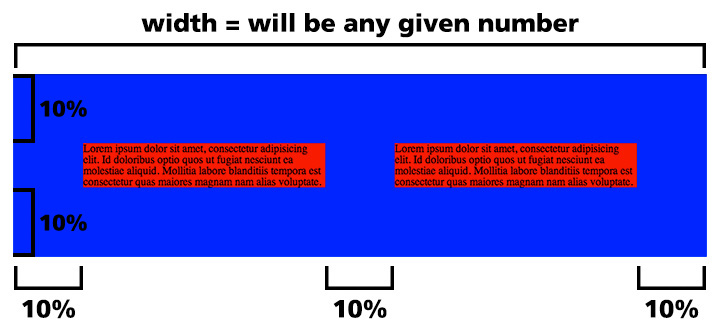 width = will be any given number
10%
Lorem ipsum dolor sit amet, consectetur adipisicing
elit. Id doloribus optio quos ut fugiat nesciunt ea
molestiae aliquid. Mollitia labore blanditiis tempora est
consectetur quas maiores magnam nam alias voluptate.
Lorem ipsum dolor sit amet, consectetur adipisicing
elit. Id doloribus optio quos ut fugiat nesciunt ea
molestiae aliquid. Mollitia labore blanditiis tempora est
consectetur quas maiores magnam nam alias voluptate.
10%
10%
10%
10%